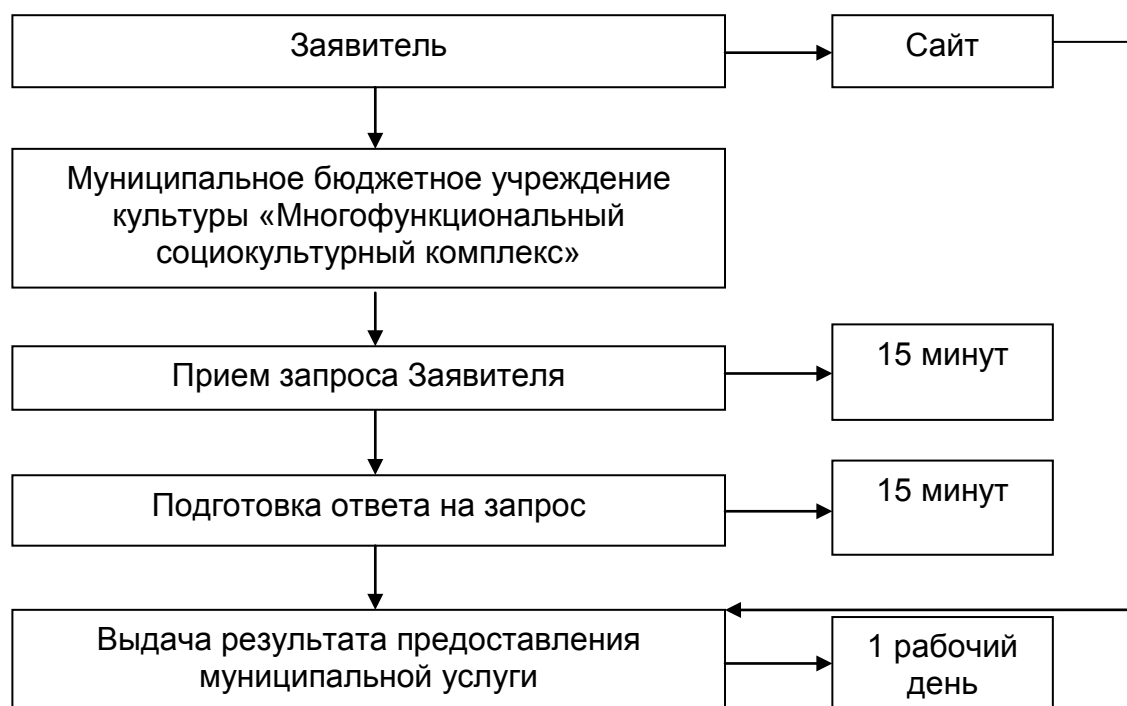 Заявитель
Сайт
Муниципальное бюджетное учреждение
культуры «Многофункциональный
социокультурный комплекс»
Прием запроса Заявителя
15 минут
Подготовка ответа на запрос
15 минут
Выдача результата предоставления
муниципальной услуги
1 рабочий
день